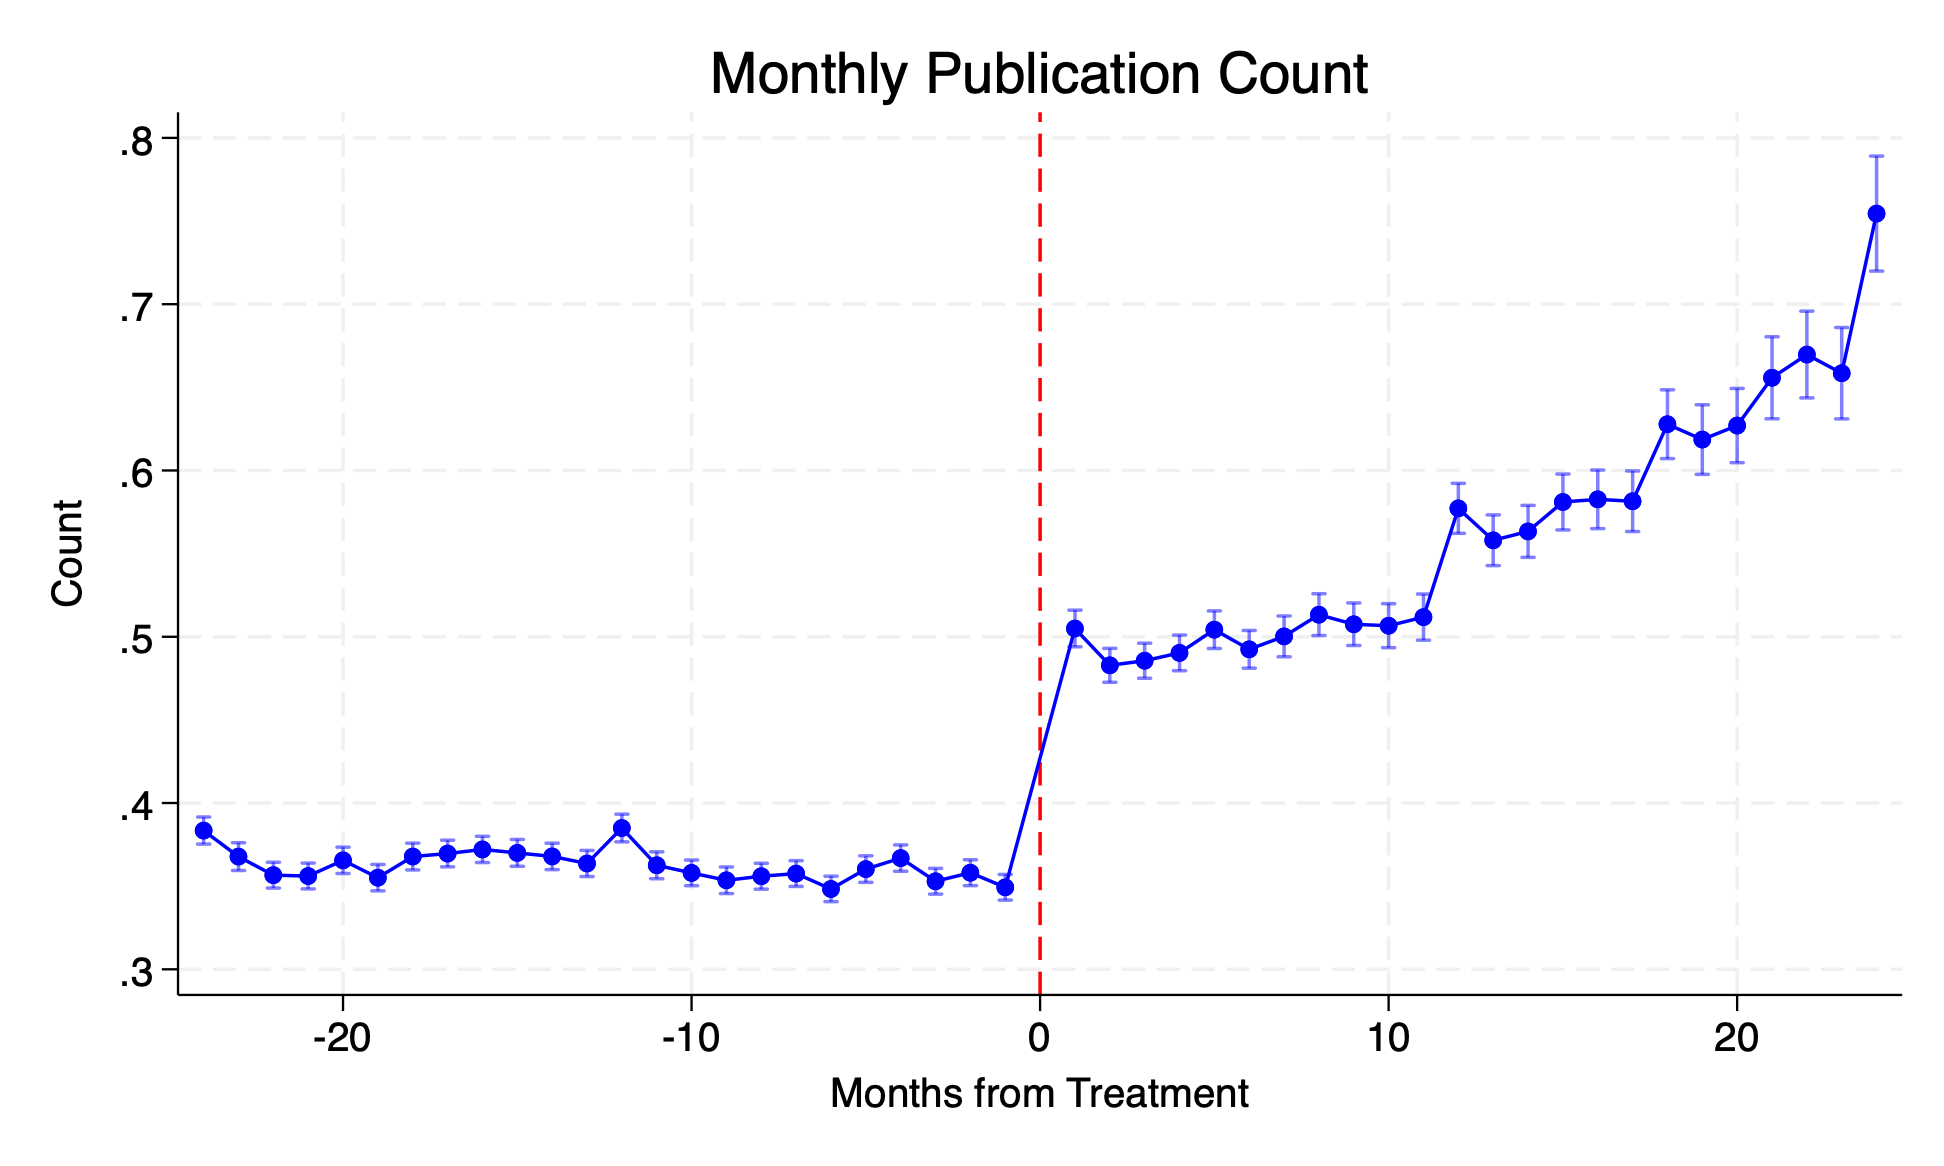 Monthly Publication Count
.8
.7
.6
.5
.4
.3
Count
-20 -10 0 10 20
Months from Treatment